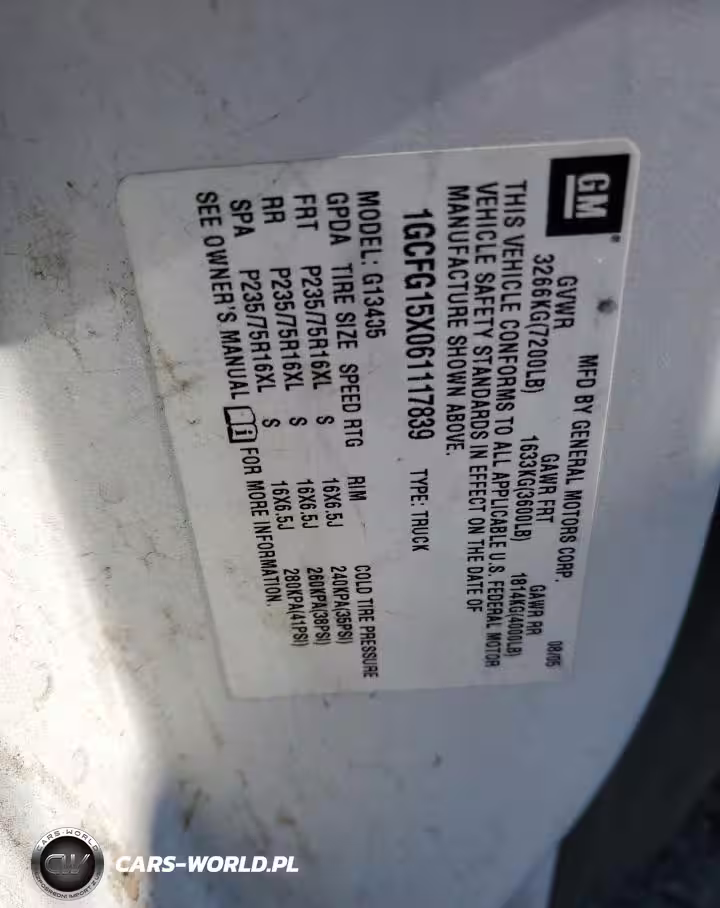 GM®
MFD BY GENERAL MOTORS CORP. 08/05
GVWR GAWR FRT GAWR RR
3266KG(7200LB) 1633KG(3600LB) 1814KG(4000LB)
THIS VEHICLE CONFORMS TO ALL APPLICABLE U.S. FEDERAL MOTOR
VEHICLE SAFETY STANDARDS IN EFFECT ON THE DATE OF
MANUFACTURE SHOWN ABOVE.
1GCFG15X061117839 TYPE: TRUCK
MODEL: G13435
GPDA TIRE SIZE SPEED RTG RIM COLD TIRE PRESSURE
FRT P235/75R16XL S 16X6.5J 240KPA(35PSI)
RR P235/75R16XL S 16X6.5J 260KPA(38PSI)
SPA P235/75R16XL S 16X6.5J 280KPA(41PSI)
SEE OWNER'S MANUAL FOR MORE INFORMATION.
CARS-WORLD
CW
CARS-WORLD.PL